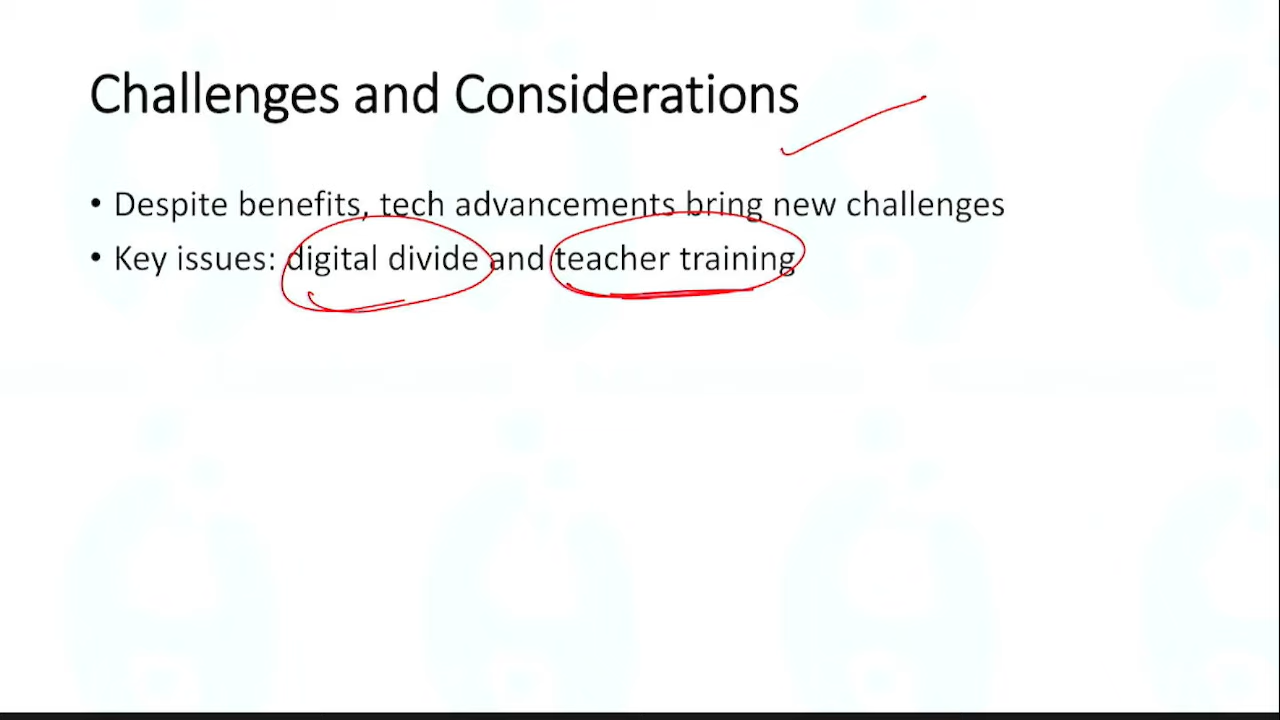 Challenges and Considerations
• Despite benefits, tech advancements bring new challenges
• Key issues: digital divide and teacher training